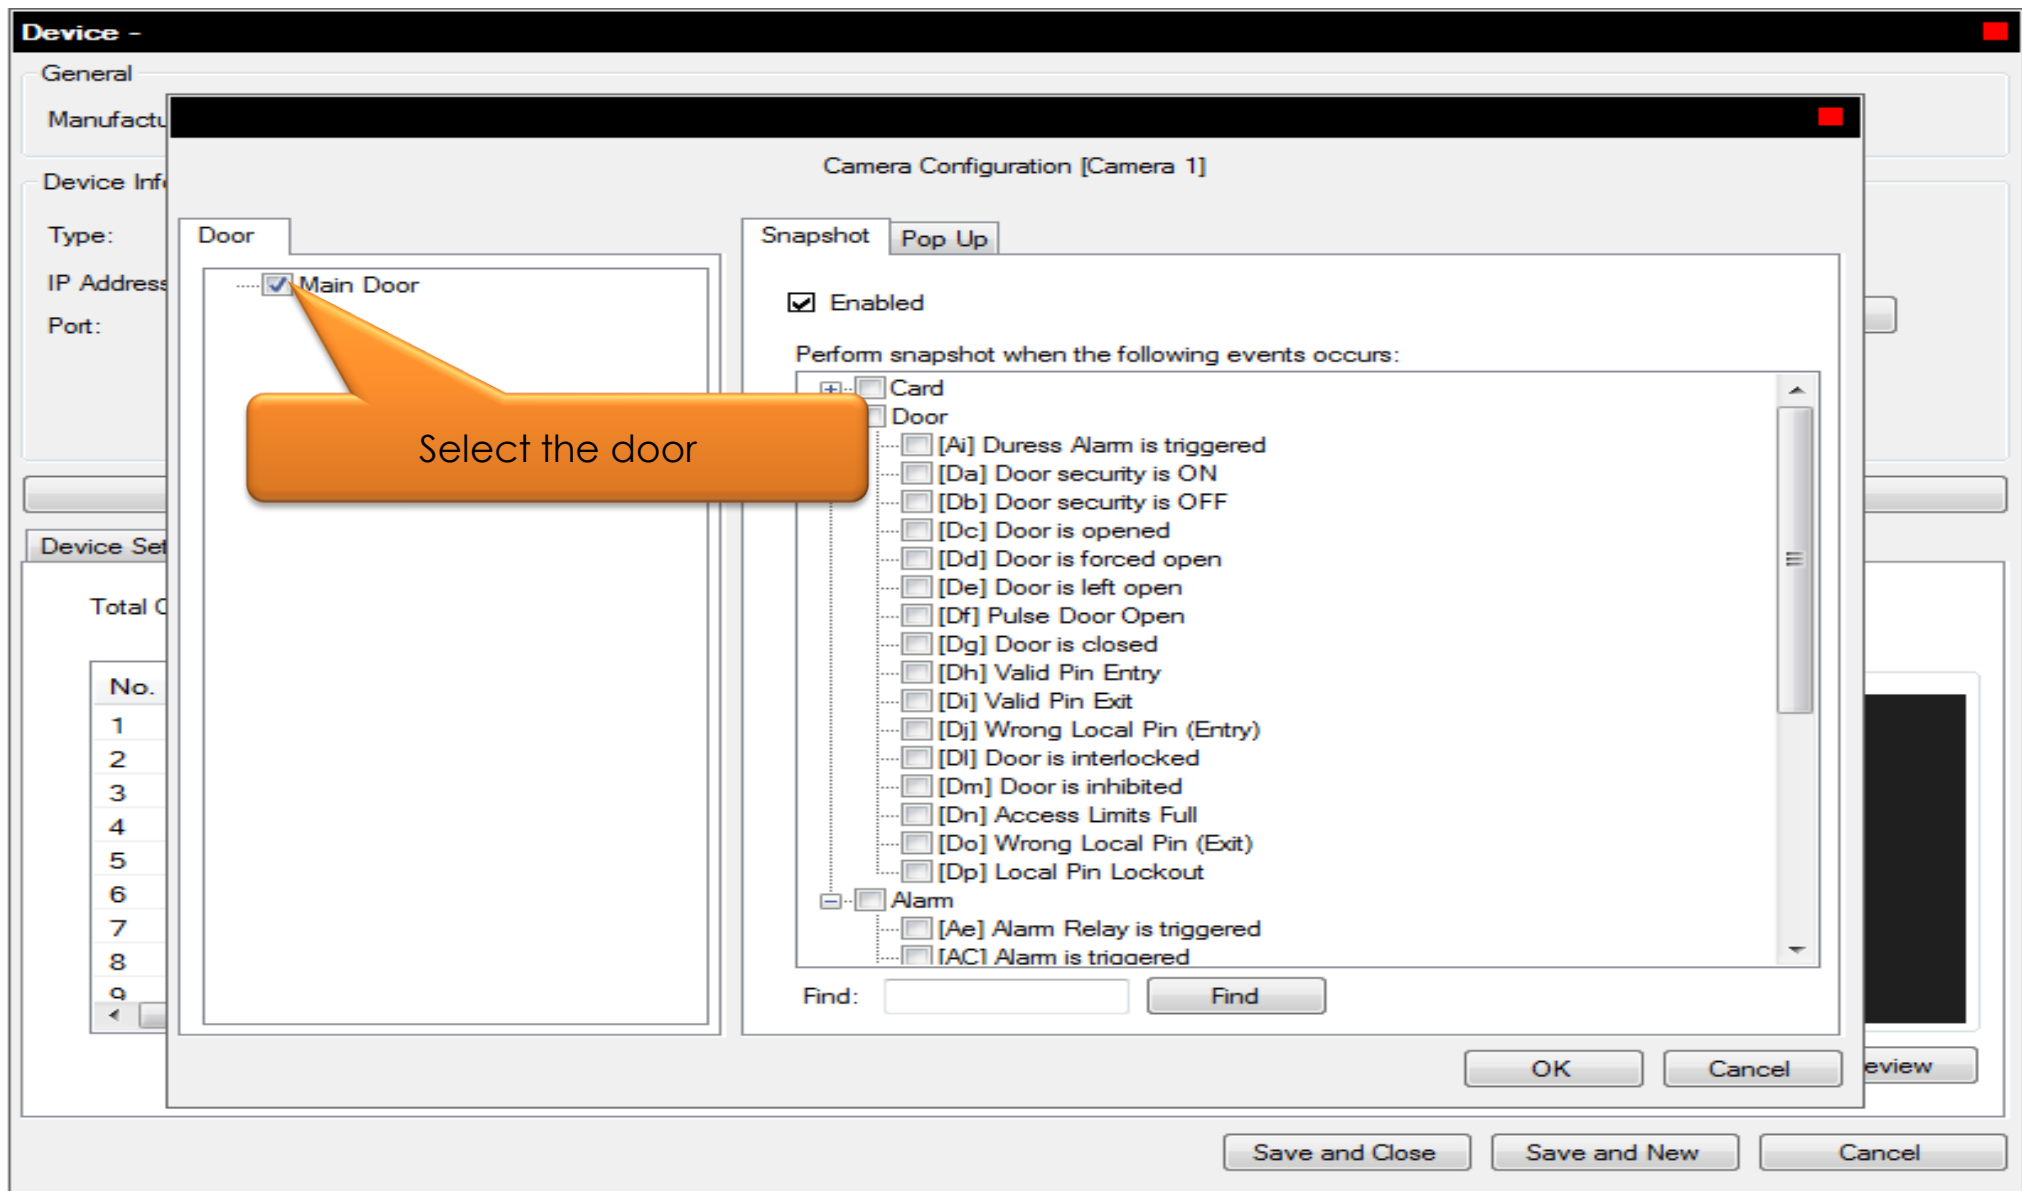 Device -
General
Manufactu
Camera Configuration [Camera 1]
Device Inf
Type:
Door
Snapshot
Pop Up
IP Address
Main Door
Enabled
Port:
Perform snapshot when the following events occurs:
Card
Door
Select the door
[Ai] Duress Alarm is triggered
[Da] Door security is ON
[Db] Door security is OFF
[Dc] Door is opened
Device Set
[Dd] Door is forced open
[De] Door is left open
Total C
[Df] Pulse Door Open
[Dg] Door is closed
[Dh] Valid Pin Entry
No.
[Di] Valid Pin Exit
1
[Dj] Wrong Local Pin (Entry)
2
[Dl] Door is interlocked
3
[Dm] Door is inhibited
[Dn] Access Limits Full
4
[Do] Wrong Local Pin (Exit)
5
[Dp] Local Pin Lockout
6
Alarm
7
[Ae] Alarm Relay is triggered
8
[AC] Alarm is triggered
9
Find:
Find
OK
Cancel
eview
Save and Close
Save and New
Cancel